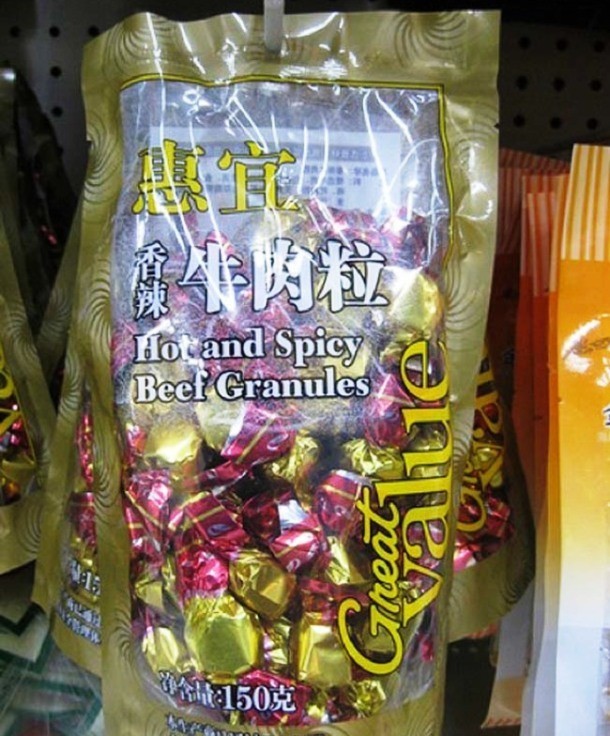 惠宜
香辣
牛肉粒
Hot and Spicy
Beef Granules
Great
Value
净含量:150克